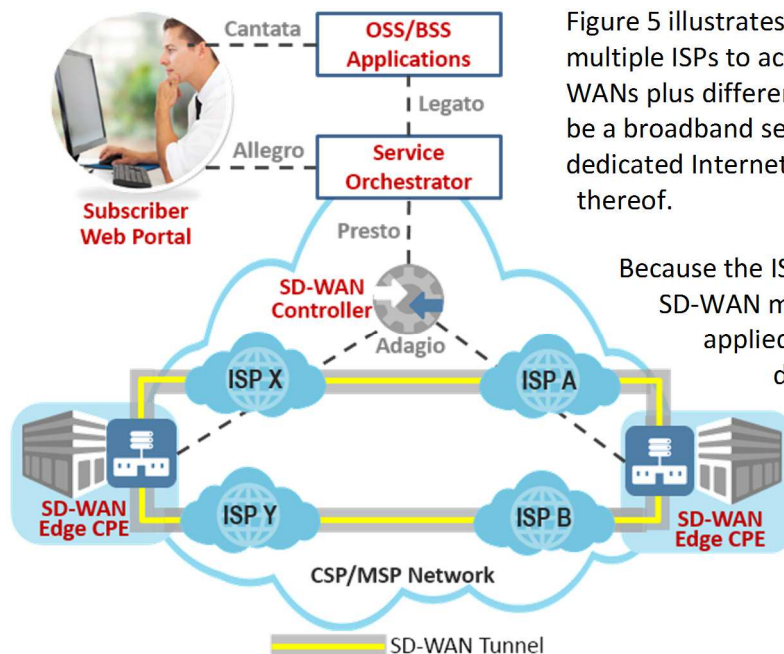 Cantata
OSS/BSS
Applications
Legato
Allegro
Service
Orchestrator
Subscriber
Web Portal
Presto
SD-WAN
Controller
Adagio
ISP X
ISP A
ISP Y
ISP B
SD-WAN
Edge CPE
SD-WAN
Edge CPE
CSP/MSP Network
SD-WAN Tunnel
Figure 5 illustrates
multiple ISPs to ac
WANs plus differen
be a broadband se
dedicated Internet
thereof.
Because the IS
SD-WAN m
applied
d